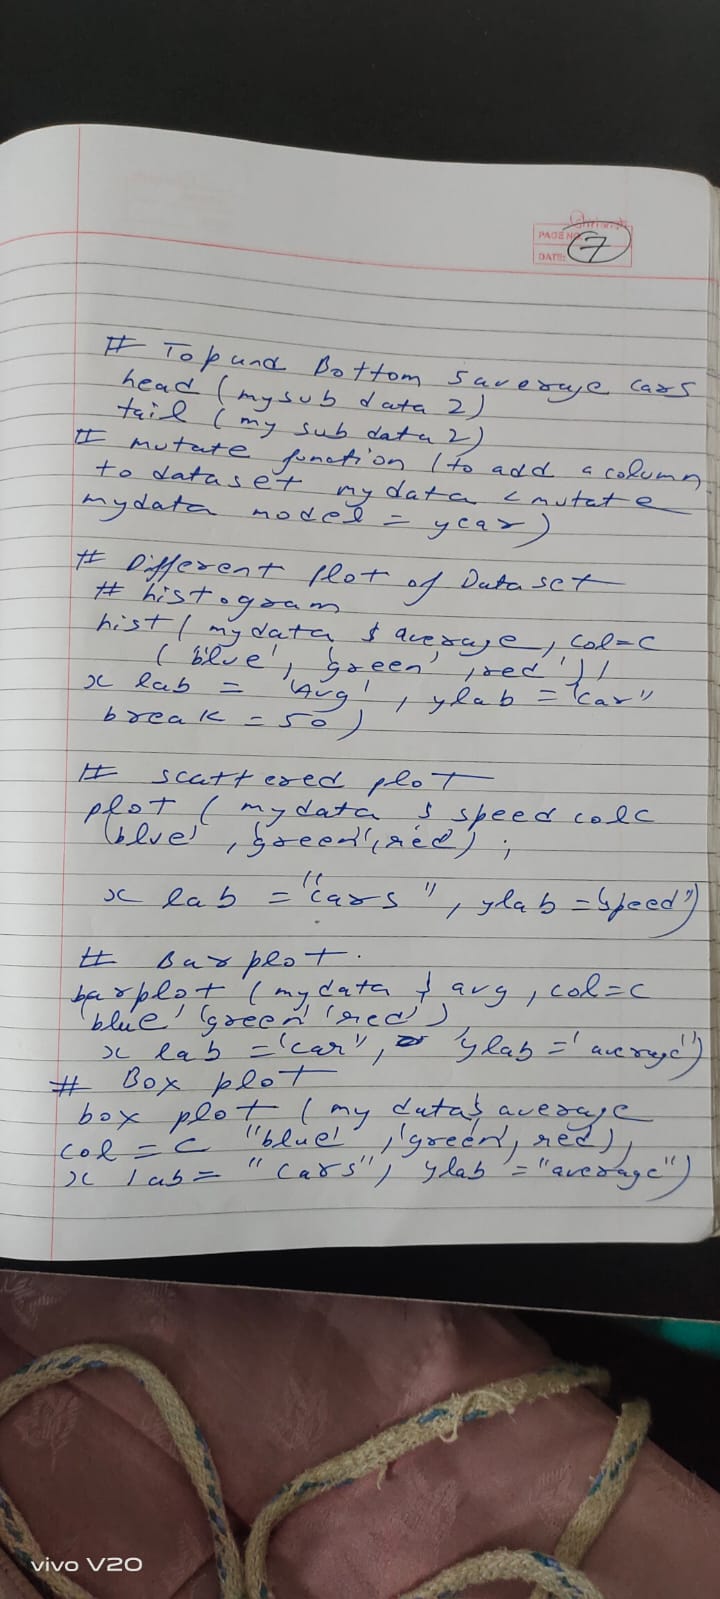 PAGE NO
7
DATE:
# Top and Bottom 5 average cars
head (mysub data 2)
tail (my sub data 2)
# mutate function (to add a column
to dataset my data < mutate
mydata model = year)
# Different plot of Dataset
# histogram
hist ( mydata $ average, col=c
('blue', 'green', red'))
x lab = 'Avg', ylab = 'car"
break = 50)
# scattered plot
plot ( mydata $ speed colc
(blue', 'green', red) ;
x lab = "cars", ylab = 'speed")
# Bar plot.
barplot ( mydata $ avg, col=c
'blue' 'green' 'red'),
x lab = 'car", ylab = 'average")
# Box plot
box plot ( my data$ average
col = c "blue' , 'green', red),
x lab = "cars", ylab = "average")
vivo V20